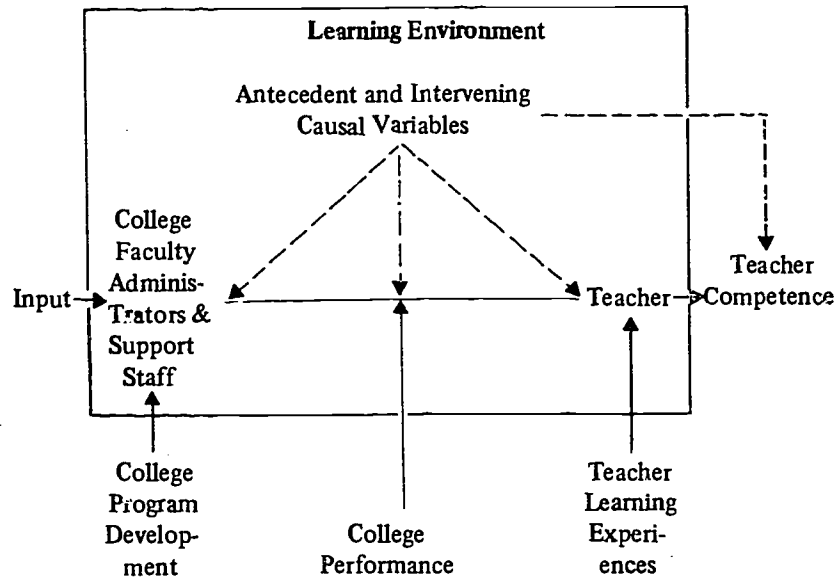 Learning Environment
Antecedent and Intervening
Causal Variables
College
Faculty
Adminis-
Trators &
Support
Staff
Input
Teacher
Teacher
Competence
College
Program
Develop-
ment
College
Performance
Teacher
Learning
Experi-
ences